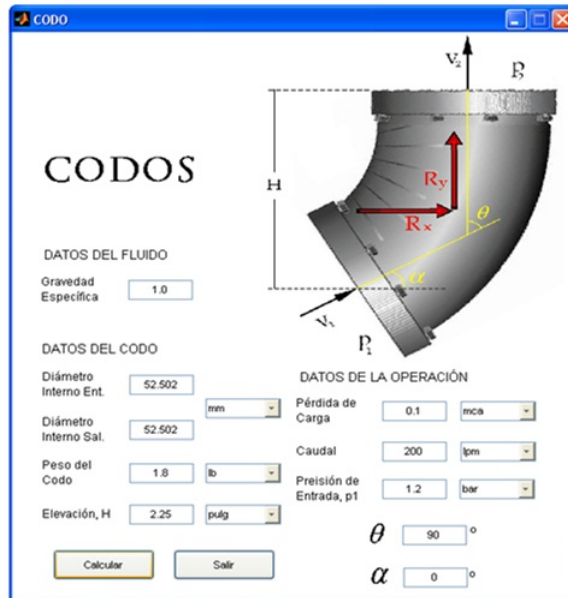 CODO
V₂
P₂
CODOS
H
Ry
Rx
θ
α
V₁
P₁
DATOS DEL FLUIDO
Gravedad
Específica
1.0
DATOS DEL CODO
Diámetro
Interno Ent.
52.502
mm
Diámetro
Interno Sal.
52.502
Peso del
Codo
1.8
lb
Elevación, H
2.25
pulg
DATOS DE LA OPERACIÓN
Pérdida de
Carga
0.1
mca
Caudal
200
lpm
Preisión de
Entrada, p1
1.2
bar
θ
90
º
α
0
º
Calcular
Salir